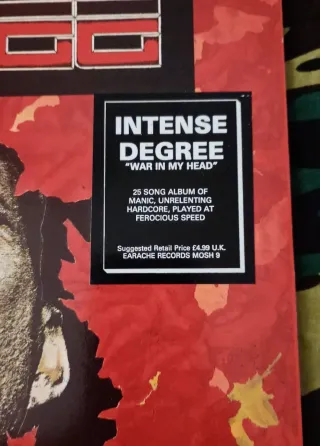 INTENSE
DEGREE
"WAR IN MY HEAD"
25 SONG ALBUM OF
MANIC, UNRELENTING
HARDCORE, PLAYED AT
FEROCIOUS SPEED
Suggested Retail Price £4.99 U.K.
EARACHE RECORDS MOSH 9